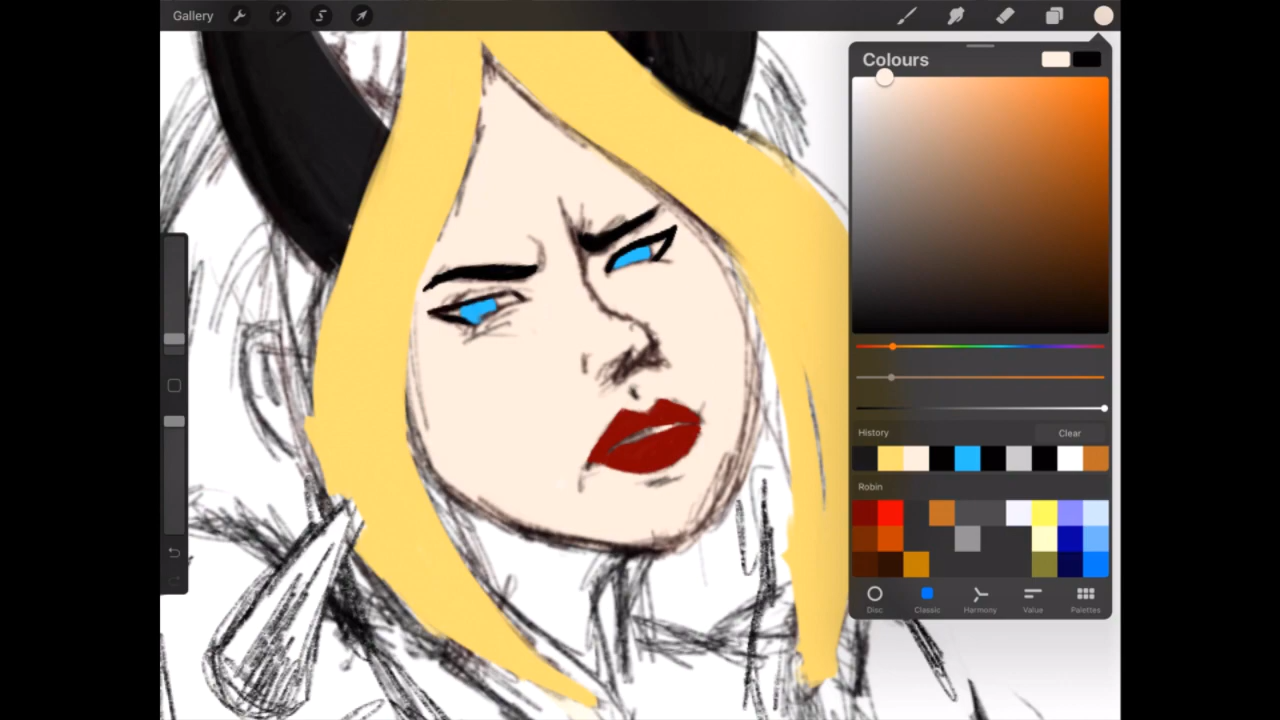 Gallery
Colours
History Clear
Robin
Disc Classic Harmony Value Palettes